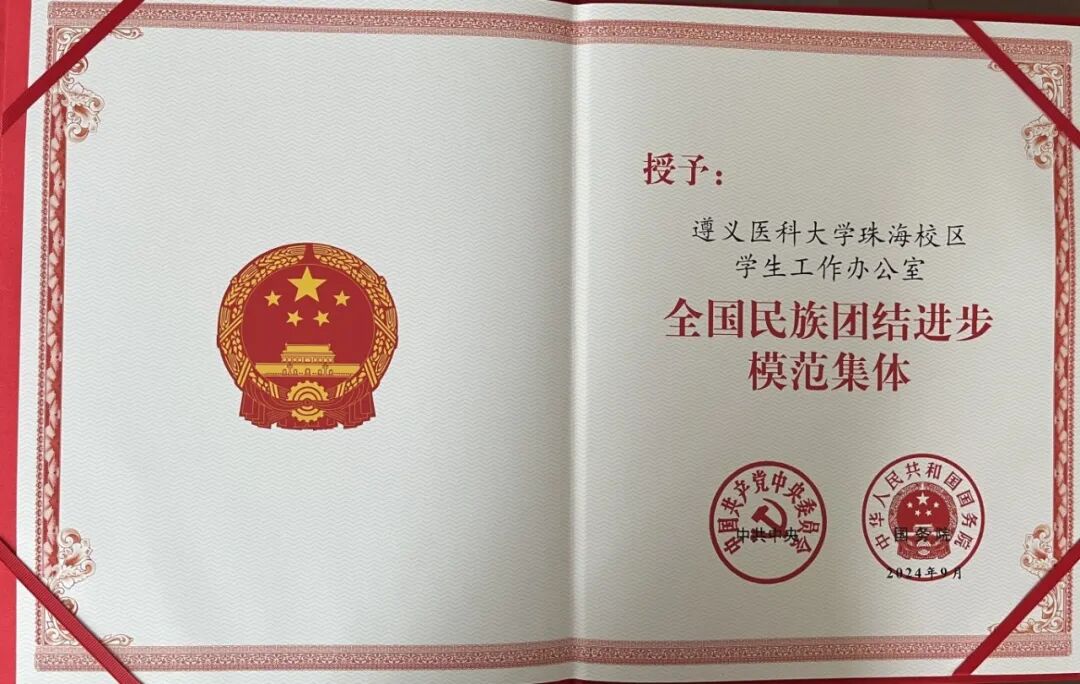 授予：
遵义医科大学珠海校区
学生工作办公室
全国民族团结进步
模范集体
中国共产党中央委员会
中共中央
中华人民共和国国务院
国务院
2024年9月